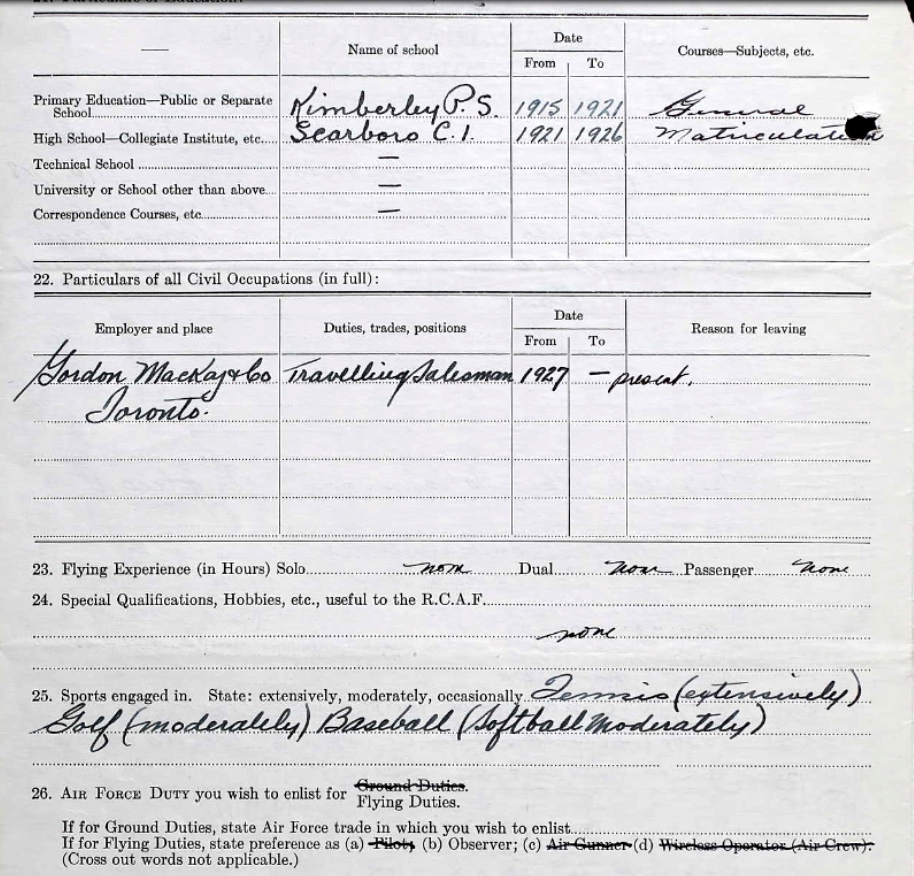 — Name of school Date Courses—Subjects, etc.
From To
Primary Education—Public or Separate
School Kimberley P. S. 1915 1921 General
High School—Collegiate Institute, etc. Scarboro C. I. 1921 1926 Matriculation
Technical School —
University or School other than above —
Correspondence Courses, etc. —
22. Particulars of all Civil Occupations (in full):
Employer and place Duties, trades, positions Date Reason for leaving
From To
Gordon MacKay & Co Travelling Salesman 1927 — present.
Toronto.
23. Flying Experience (in Hours) Solo none Dual none Passenger none
24. Special Qualifications, Hobbies, etc., useful to the R.C.A.F.
none
25. Sports engaged in. State: extensively, moderately, occasionally Tennis (extensively)
Golf (moderately) Baseball (Softball Moderately)
Ground Duties.
26. AIR FORCE DUTY you wish to enlist for
Flying Duties.
If for Ground Duties, state Air Force trade in which you wish to enlist
If for Flying Duties, state preference as (a) Pilot; (b) Observer; (c) Air Gunner (d) Wireless Operator (Air Crew).
(Cross out words not applicable.)